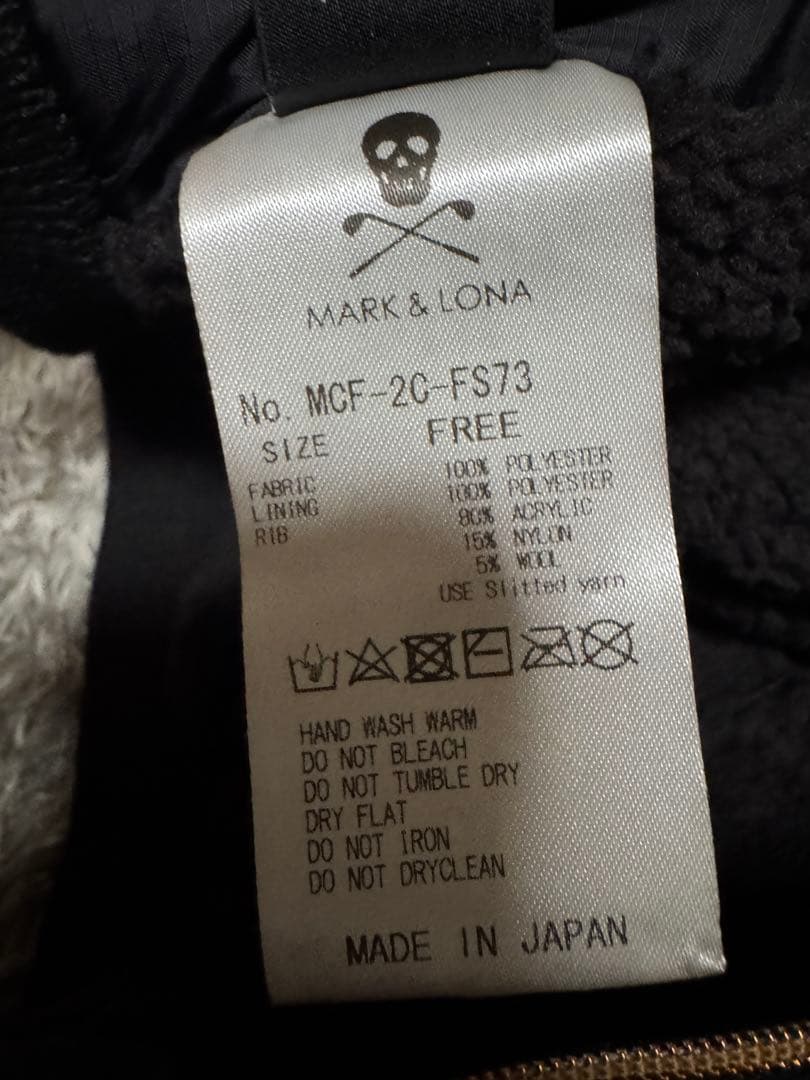 MARK & LONA
No. MCF-2C-FS73
SIZE FREE
FABRIC 100% POLYESTER
LINING 100% POLYESTER
RIB 80% ACRYLIC
15% NYLON
5% WOOL
USE Slitted yarn
HAND WASH WARM
DO NOT BLEACH
DO NOT TUMBLE DRY
DRY FLAT
DO NOT IRON
DO NOT DRYCLEAN
MADE IN JAPAN